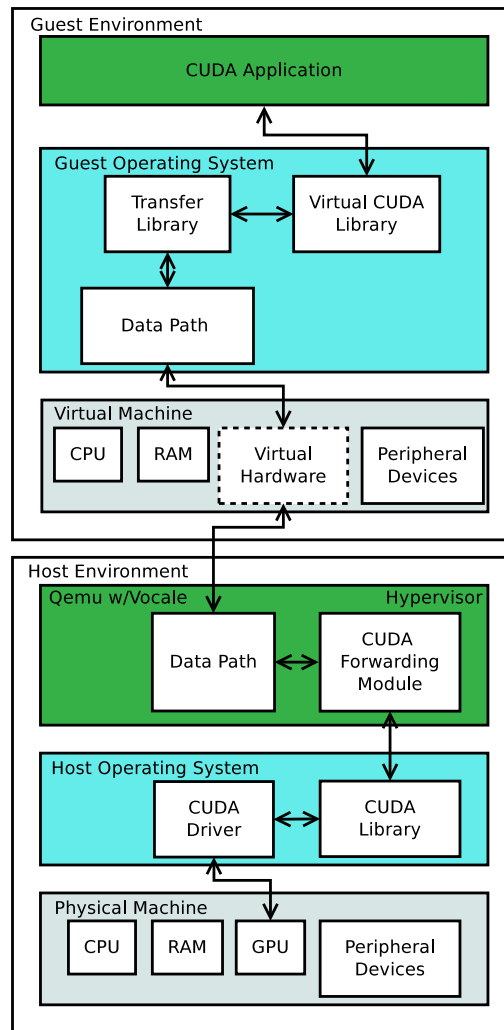 Guest Environment
CUDA Application
Guest Operating System
Transfer
Library
Virtual CUDA
Library
Data Path
Virtual Machine
CPU
RAM
Virtual
Hardware
Peripheral
Devices
Host Environment
Qemu w/Vocale
Hypervisor
Data Path
CUDA
Forwarding
Module
Host Operating System
CUDA
Driver
CUDA
Library
Physical Machine
CPU
RAM
GPU
Peripheral
Devices